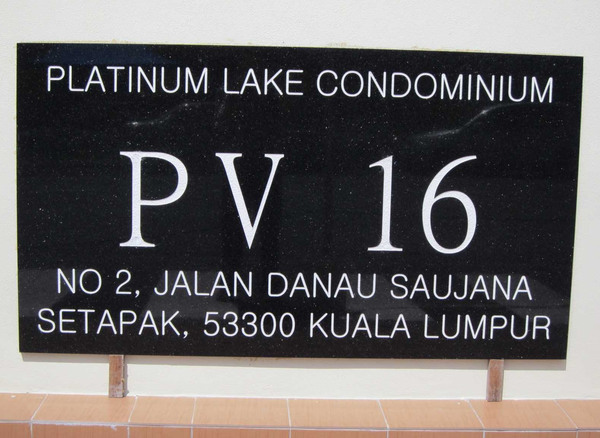 PLATINUM LAKE CONDOMINIUM
PV 16
NO 2, JALAN DANAU SAUJANA
SETAPAK, 53300 KUALA LUMPUR